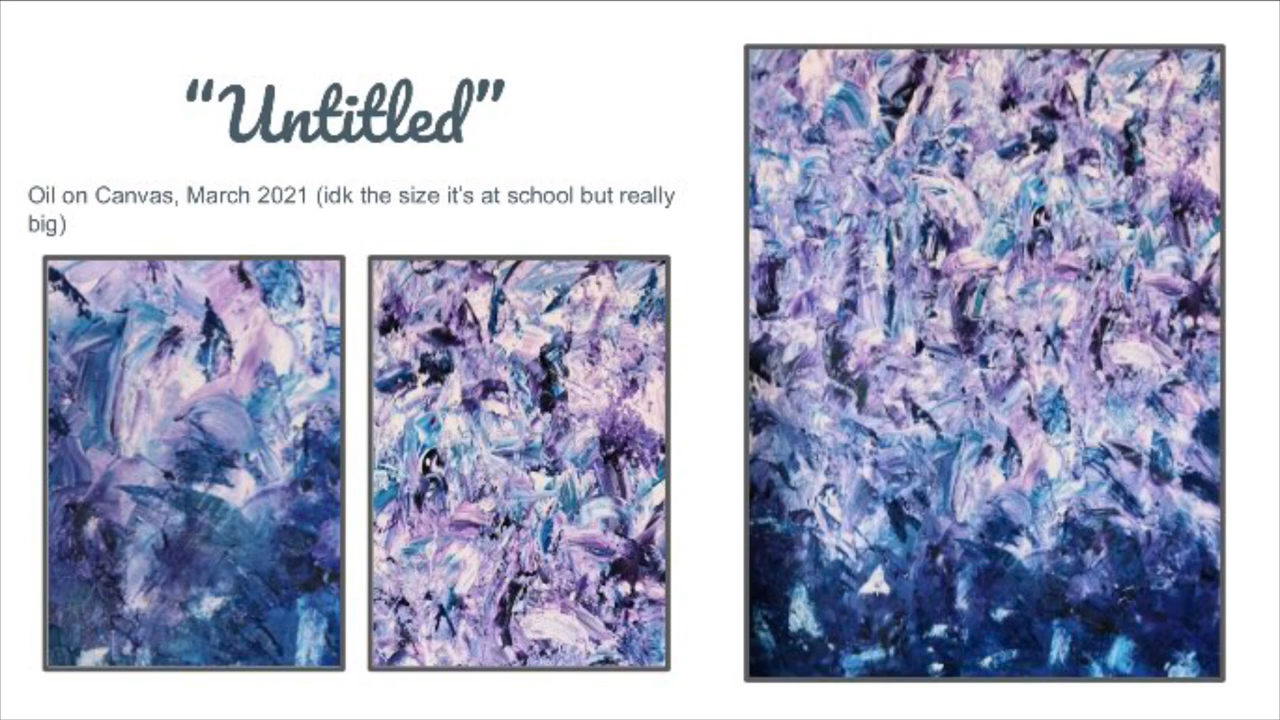 “Untitled”
Oil on Canvas, March 2021 (idk the size it's at school but really
big)